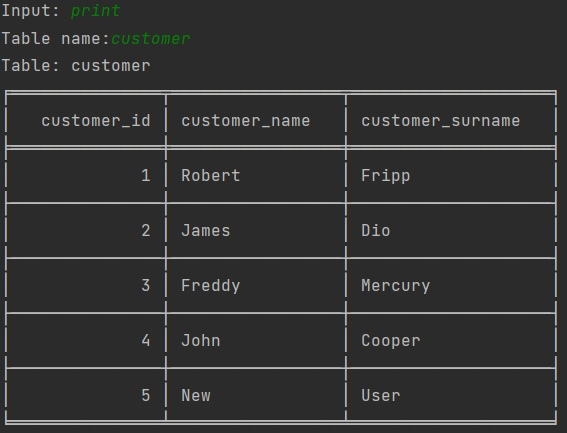 Input: print
Table name:customer
Table: customer
customer_id customer_name customer_surname
1 Robert Fripp
2 James Dio
3 Freddy Mercury
4 John Cooper
5 New User